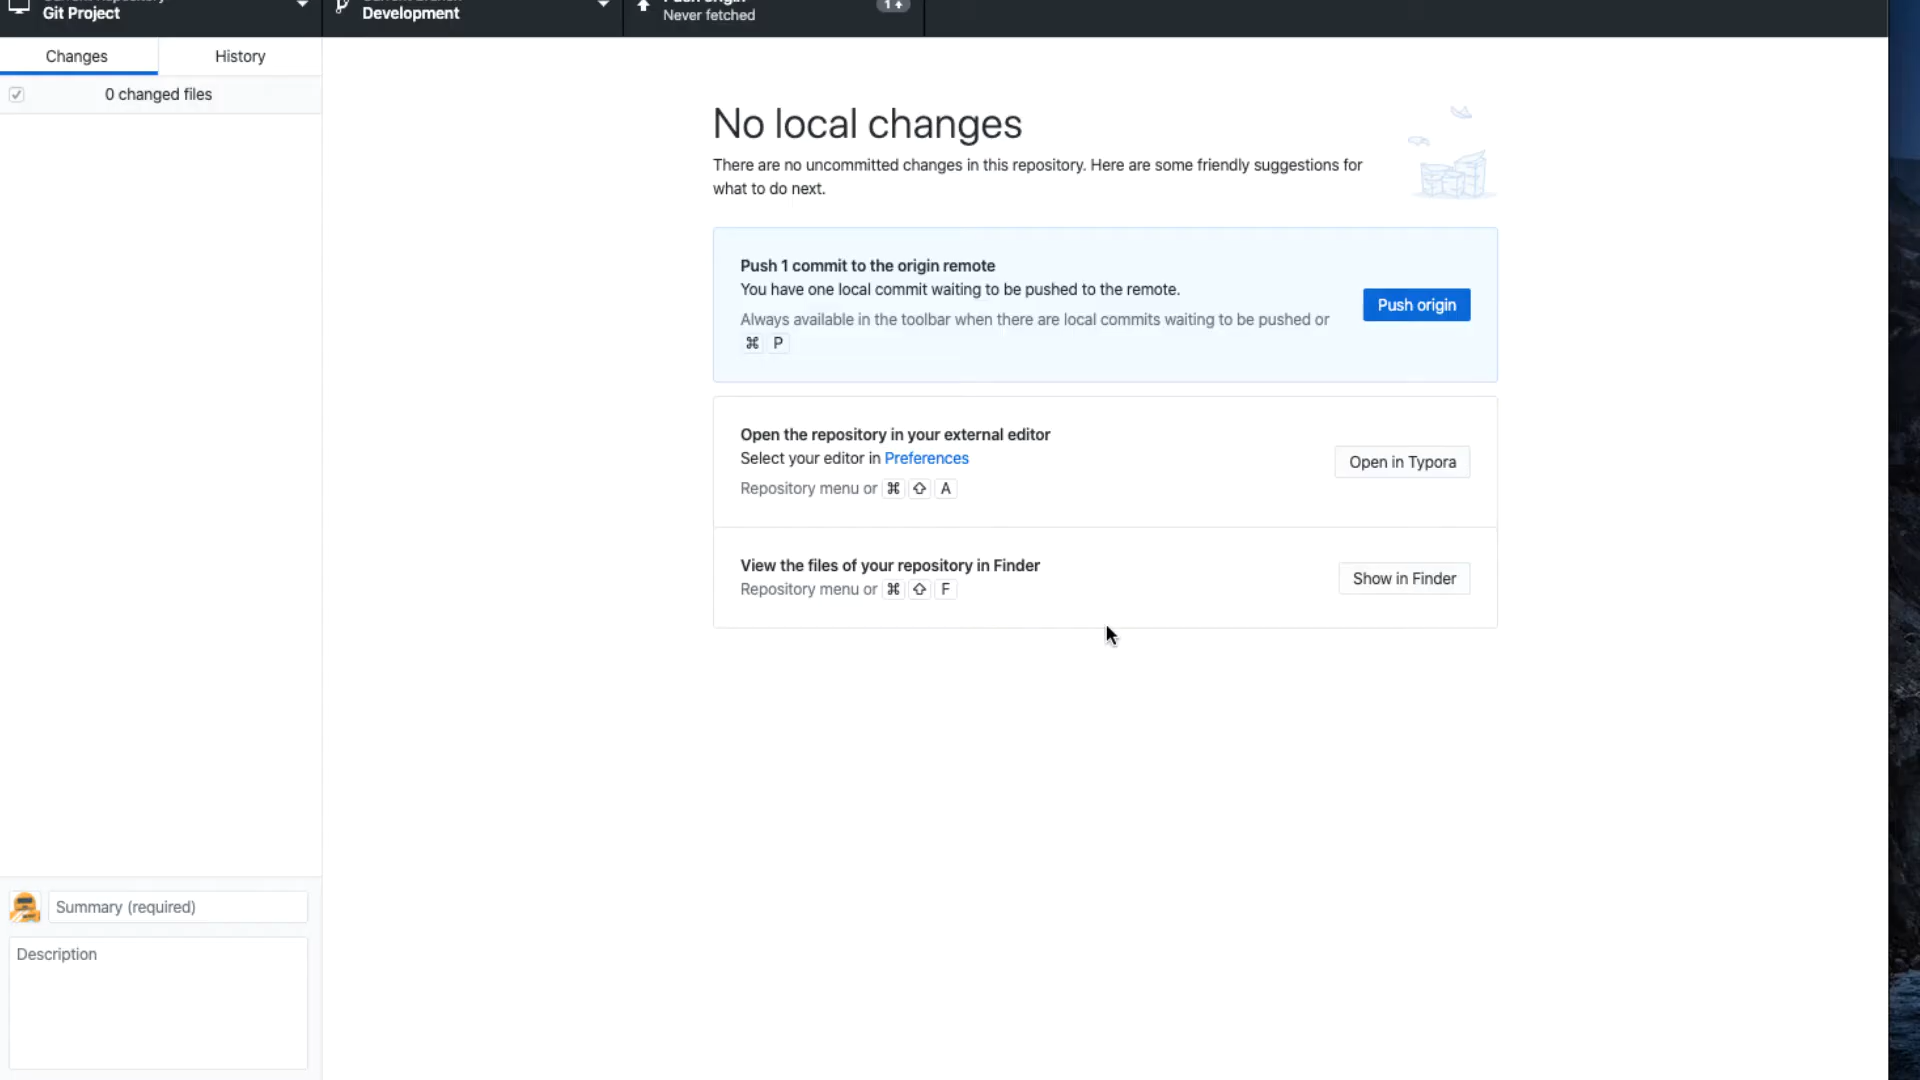 Git Project
Development
Never fetched
1
Changes
History
0 changed files
No local changes
There are no uncommitted changes in this repository. Here are some friendly suggestions for
what to do next.
Push 1 commit to the origin remote
You have one local commit waiting to be pushed to the remote.
Always available in the toolbar when there are local commits waiting to be pushed or
⌘ P
Push origin
Open the repository in your external editor
Select your editor in Preferences
Repository menu or ⌘ ⇧ A
Open in Typora
View the files of your repository in Finder
Repository menu or ⌘ ⇧ F
Show in Finder
Summary (required)
Description